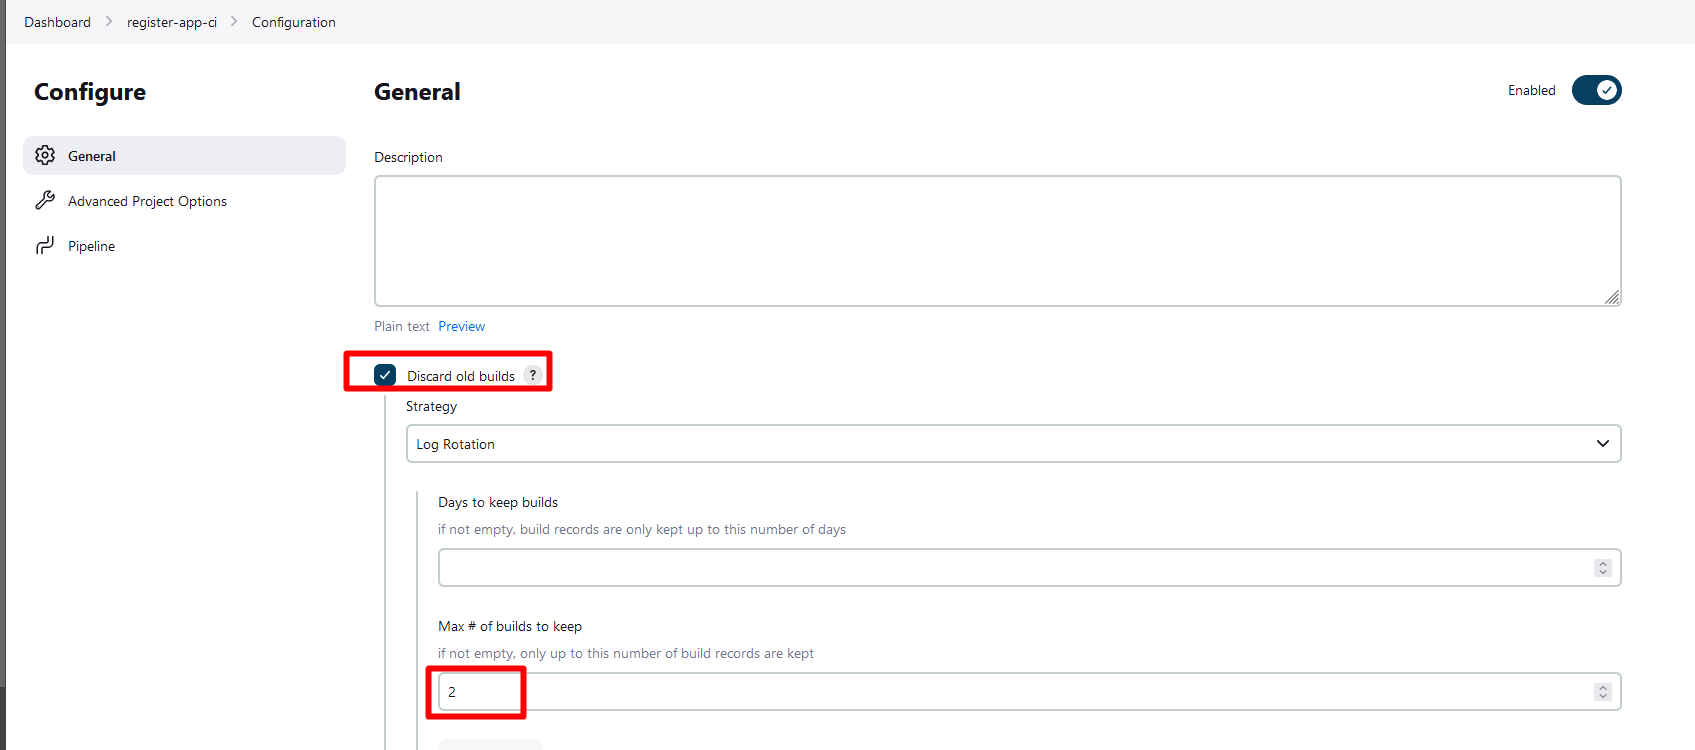 Dashboard > register-app-ci > Configuration
Configure
General
Enabled
General
Advanced Project Options
Pipeline
Description
Plain text Preview
Discard old builds ?
Strategy
Log Rotation
Days to keep builds
if not empty, build records are only kept up to this number of days
Max # of builds to keep
if not empty, only up to this number of build records are kept
2